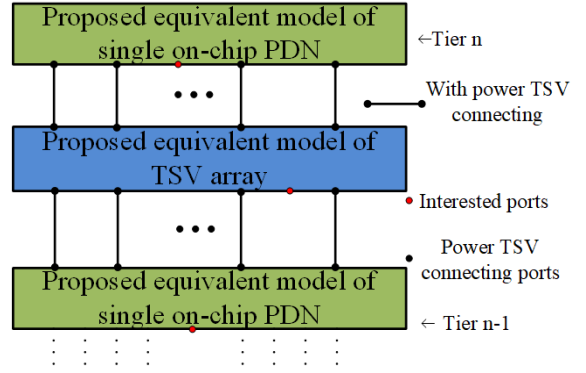 Proposed equivalent model of
single on-chip PDN
←Tier n
With power TSV
connecting
Proposed equivalent model of
TSV array
Interested ports
Power TSV
connecting ports
Proposed equivalent model of
single on-chip PDN
← Tier n-1